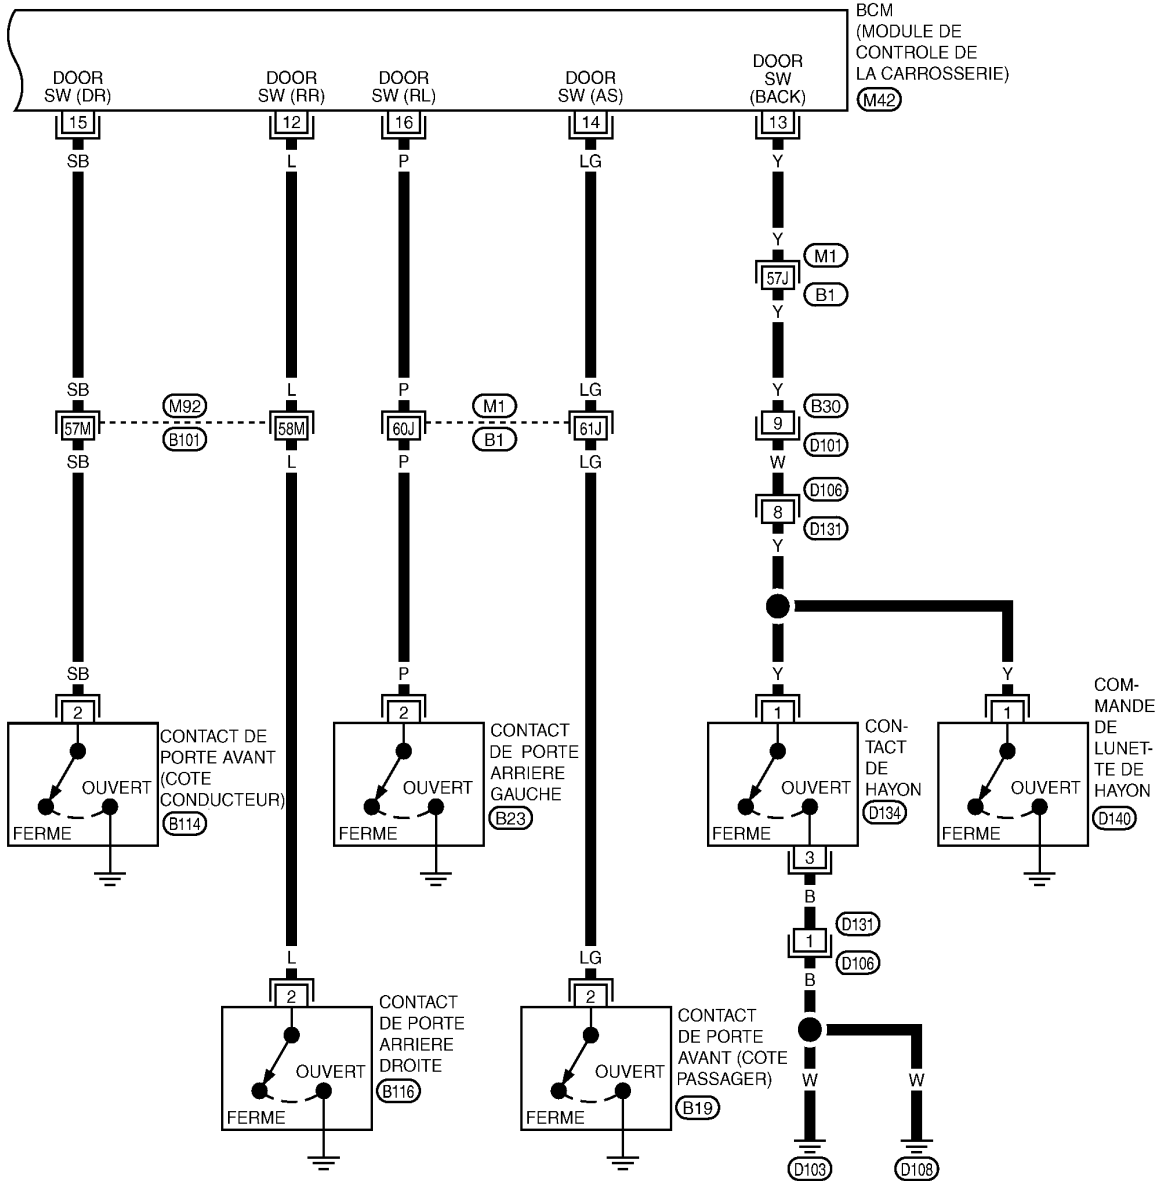 BCM
(MODULE DE
CONTROLE DE
LA CARROSSERIE)
M42
DOOR
SW (DR)
DOOR
SW (RR)
DOOR
SW (RL)
DOOR
SW (AS)
DOOR
SW
(BACK)
15
12
16
14
13
SB
L
P
LG
Y
Y
M1
57J
B1
Y
SB
L
P
LG
Y
M92
M1
B30
57M
58M
60J
61J
9
B101
B1
D101
SB
L
P
LG
W
D106
8
D131
Y
SB
P
Y
Y
2
2
1
1
CONTACT DE
PORTE AVANT
(COTE
CONDUCTEUR)
B114
OUVERT
FERME
CONTACT
DE PORTE
ARRIERE
GAUCHE
B23
OUVERT
FERME
CON-
TACT
DE
HAYON
D134
OUVERT
FERME
COM-
MANDE
DE
LUNET-
TE DE
HAYON
D140
OUVERT
FERME
3
B
D131
1
D106
B
L
LG
2
2
CONTACT
DE PORTE
ARRIERE
DROITE
B116
OUVERT
FERME
CONTACT
DE PORTE
AVANT (COTE
PASSAGER)
B19
OUVERT
FERME
W
W
D103
D108